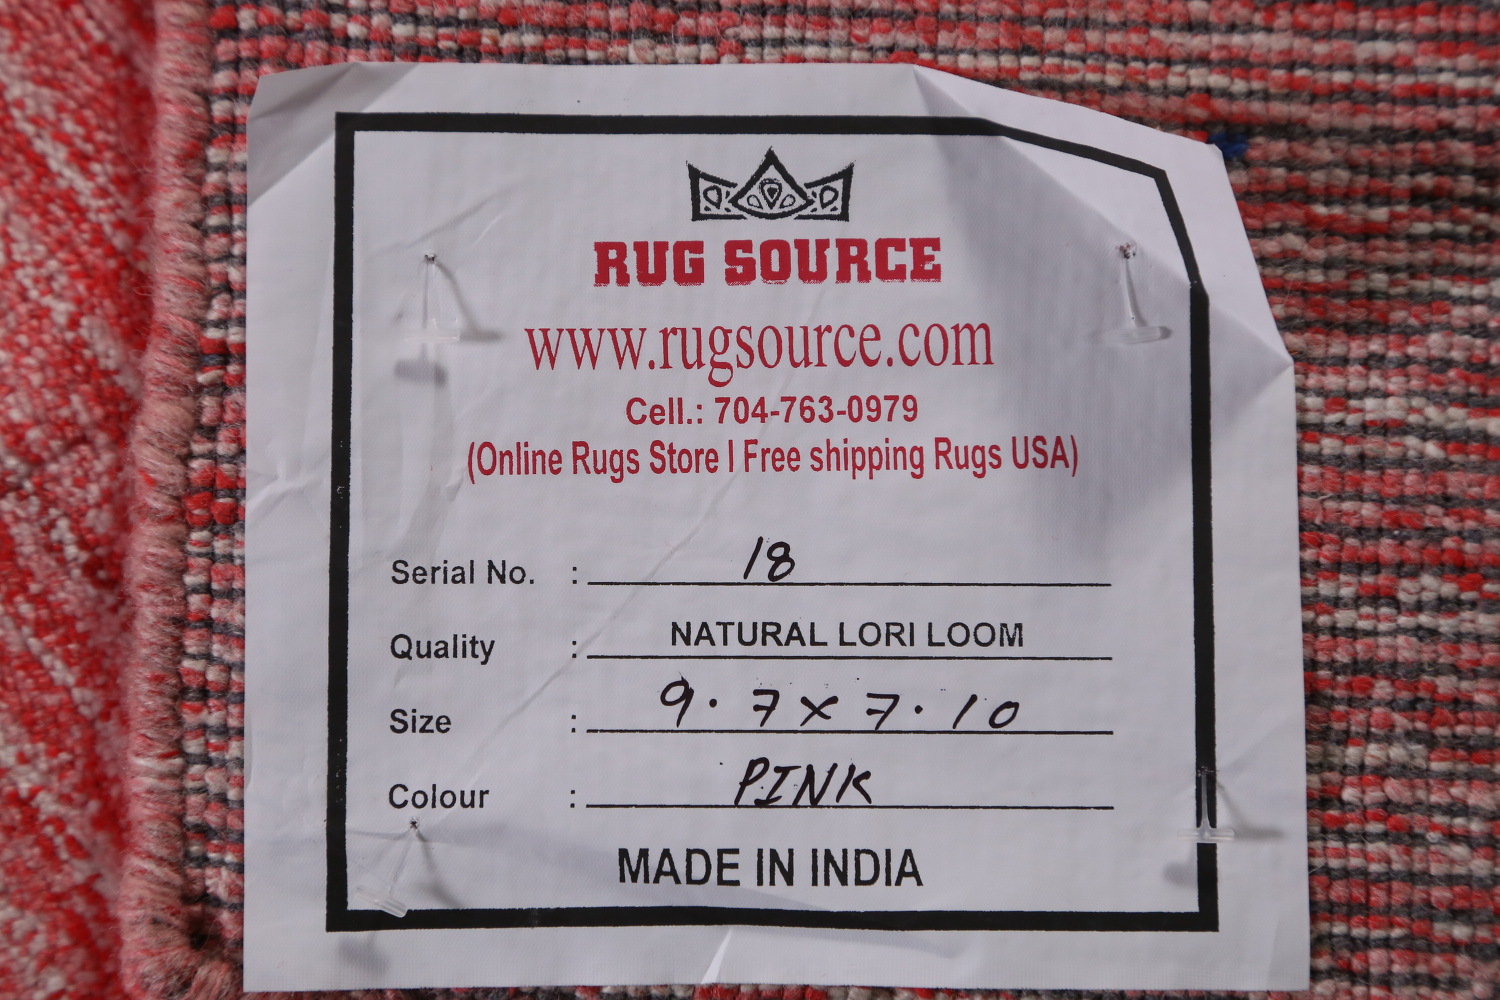 RUG SOURCE
www.rugsource.com
Cell.: 704-763-0979
(Online Rugs Store I Free shipping Rugs USA)
Serial No. : 18
Quality : NATURAL LORI LOOM
Size : 9.7x7.10
Colour : PINK
MADE IN INDIA